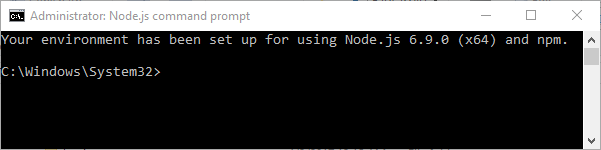 Administrator: Node.js command prompt
Your environment has been set up for using Node.js 6.9.0 (x64) and npm.
C:\Windows\System32>